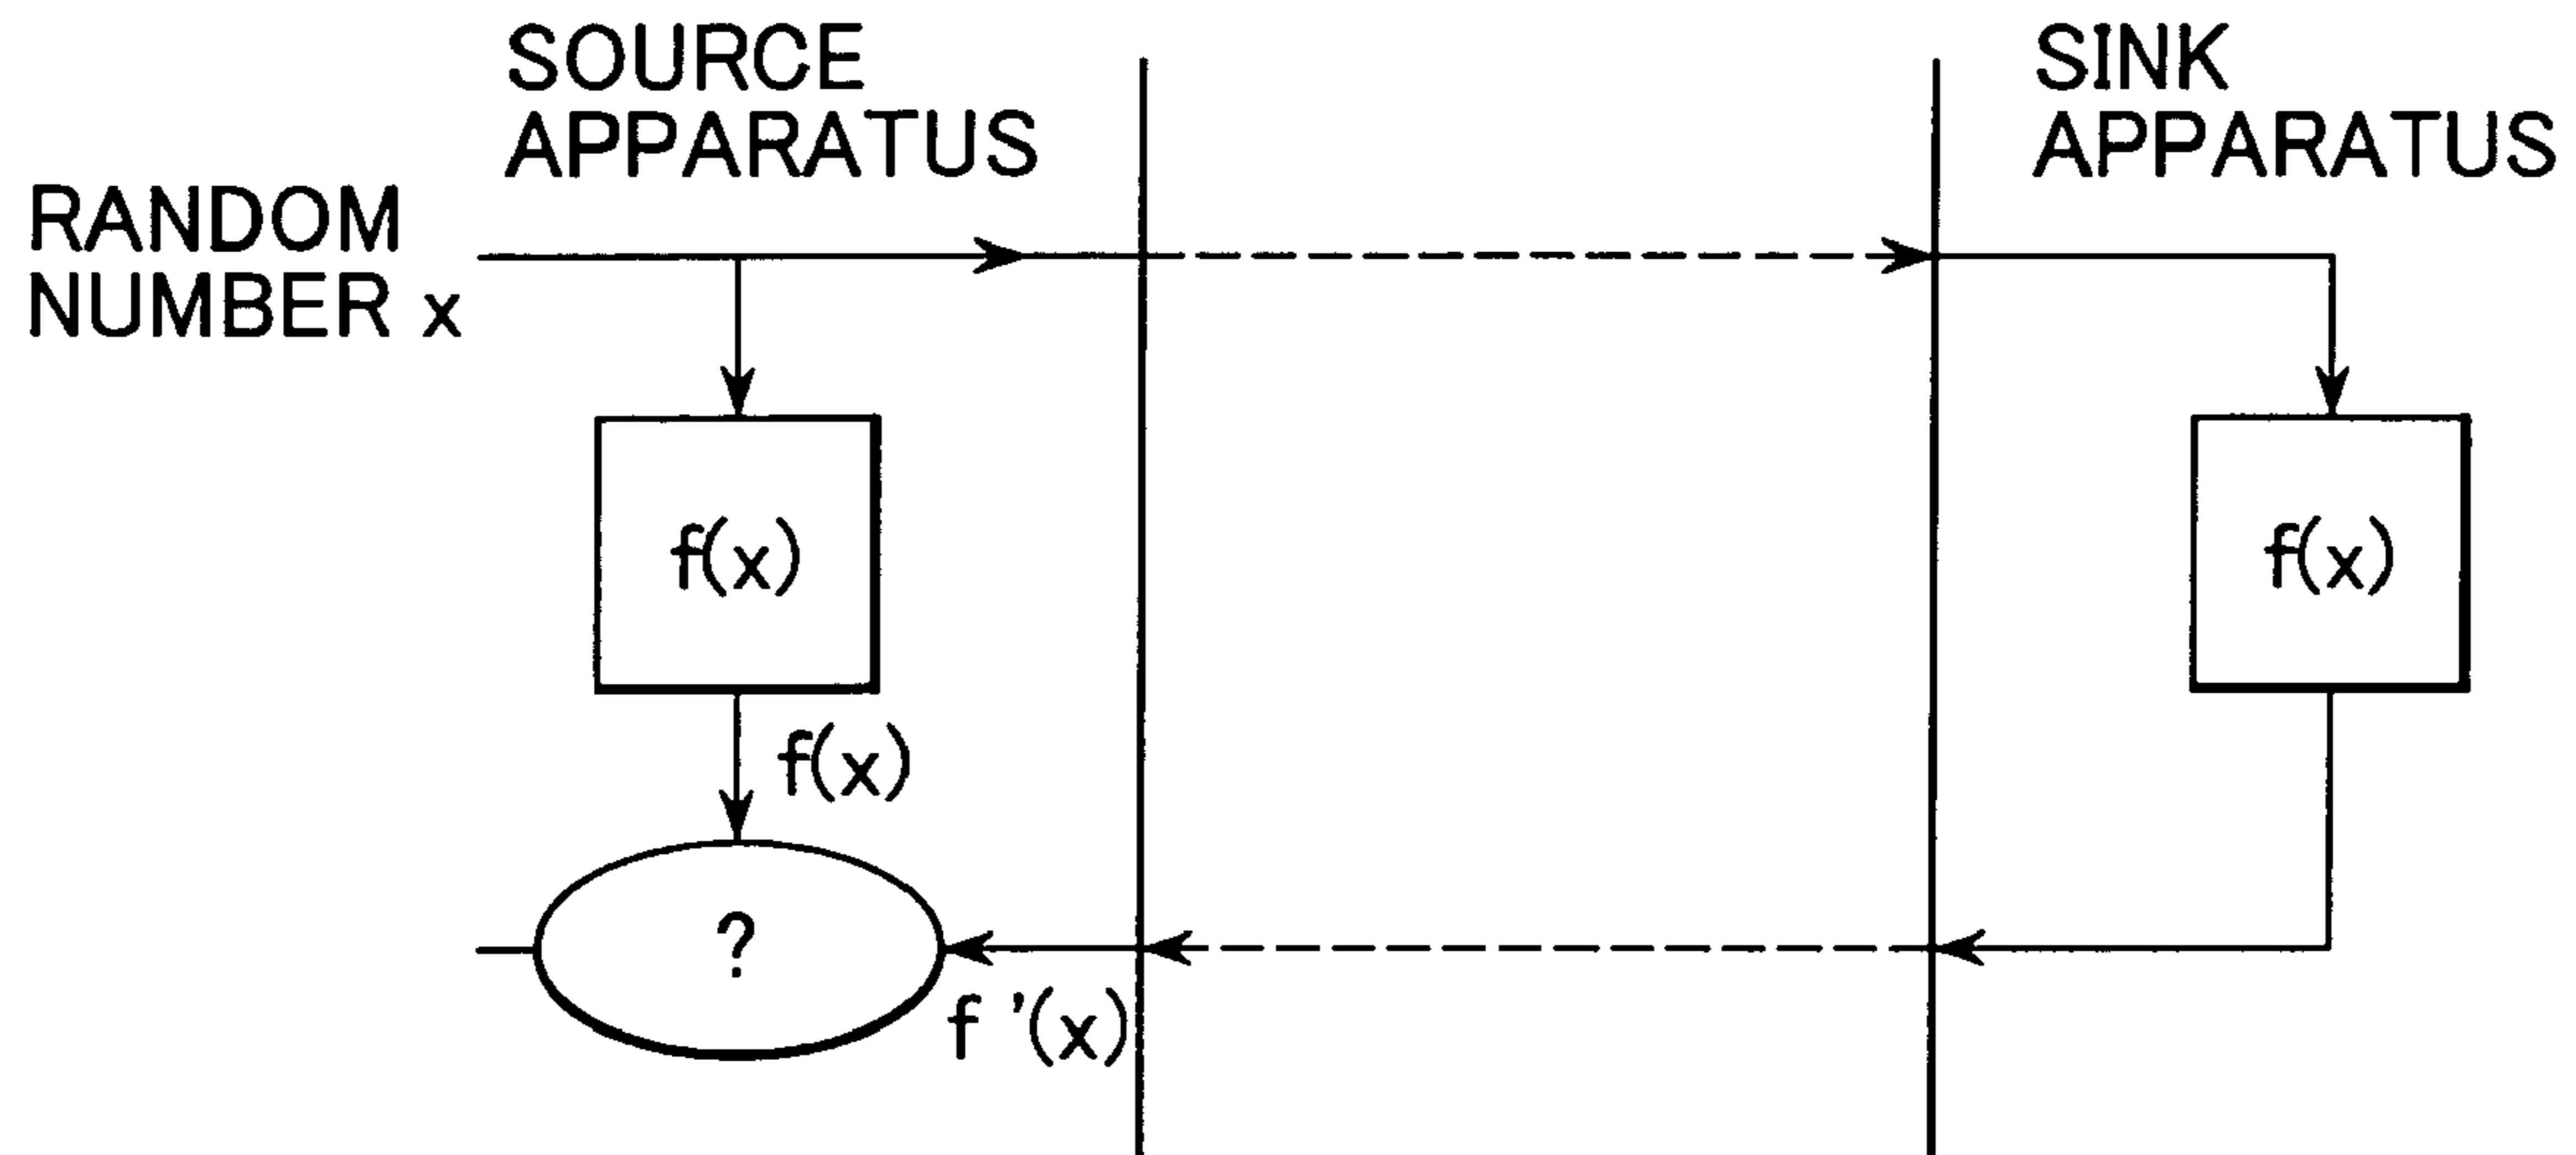 SOURCE
APPARATUS
SINK
APPARATUS
RANDOM
NUMBER x
f(x)
f(x)
f(x)
?
f '(x)